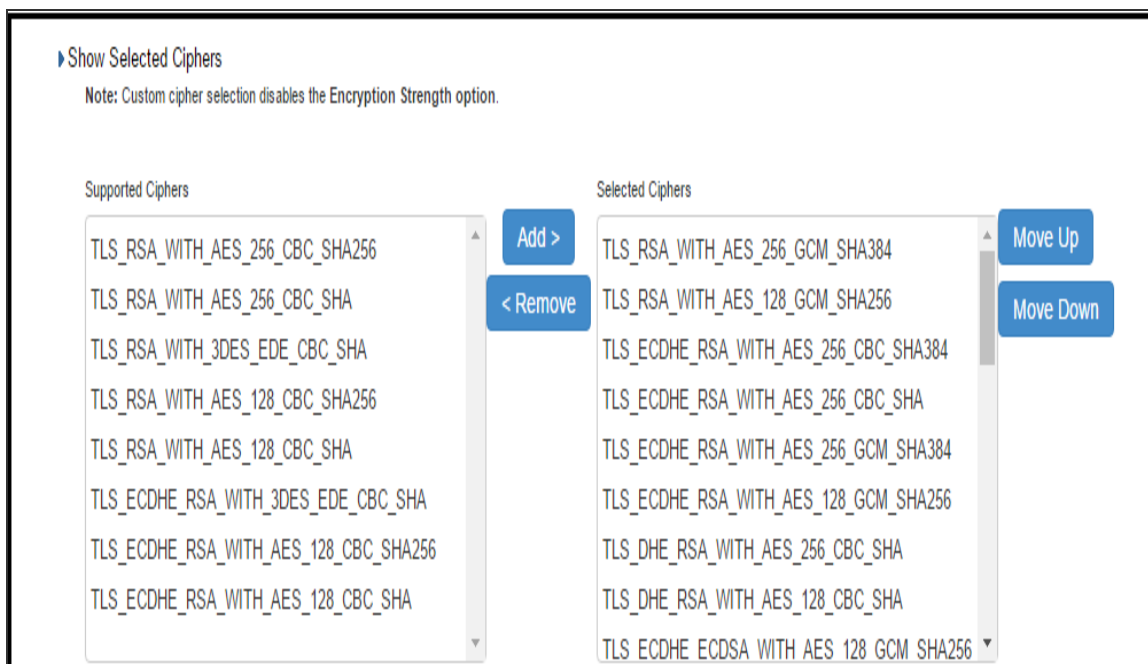 Show Selected Ciphers
Note: Custom cipher selection disables the Encryption Strength option.
Supported Ciphers
TLS_RSA_WITH_AES_256_CBC_SHA256
TLS_RSA_WITH_AES_256_CBC_SHA
TLS_RSA_WITH_3DES_EDE_CBC_SHA
TLS_RSA_WITH_AES_128_CBC_SHA256
TLS_RSA_WITH_AES_128_CBC_SHA
TLS_ECDHE_RSA_WITH_3DES_EDE_CBC_SHA
TLS_ECDHE_RSA_WITH_AES_128_CBC_SHA256
TLS_ECDHE_RSA_WITH_AES_128_CBC_SHA
Add >
< Remove
Selected Ciphers
TLS_RSA_WITH_AES_256_GCM_SHA384
TLS_RSA_WITH_AES_128_GCM_SHA256
TLS_ECDHE_RSA_WITH_AES_256_CBC_SHA384
TLS_ECDHE_RSA_WITH_AES_256_CBC_SHA
TLS_ECDHE_RSA_WITH_AES_256_GCM_SHA384
TLS_ECDHE_RSA_WITH_AES_128_GCM_SHA256
TLS_DHE_RSA_WITH_AES_256_CBC_SHA
TLS_DHE_RSA_WITH_AES_128_CBC_SHA
TLS_ECDHE_ECDSA_WITH_AES_128_GCM_SHA256
Move Up
Move Down